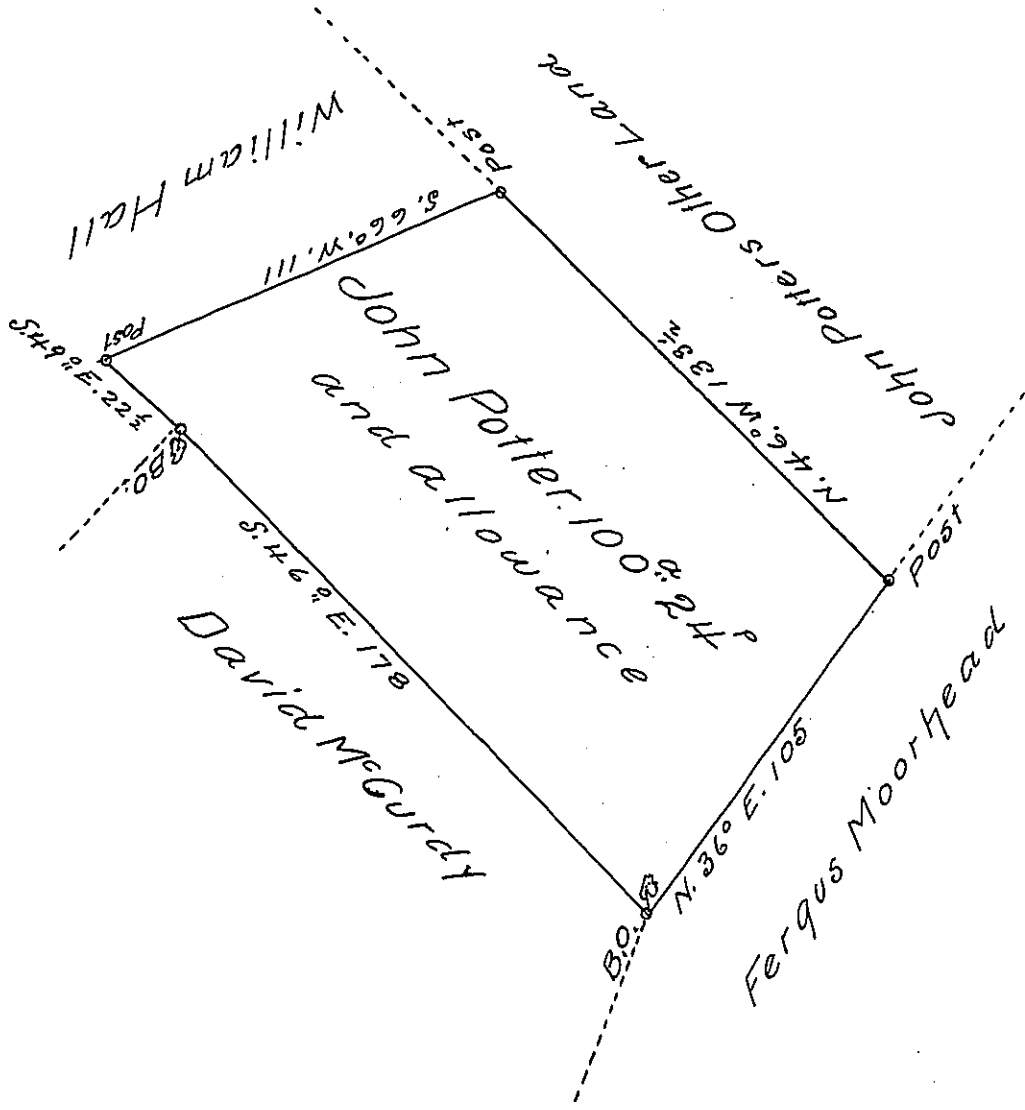 William Hall
John Potters Other Land
Post
S. 66°. W. 111
Post
S. 49° E. 22½
B.O.
N. 46° W 133½
John Potter. 100ᵃ 24ᵖ
and allowance
S. 46° E. 178
David McCurdy
Post
N. 36° E. 105
B.O.
Fergus Moorhead